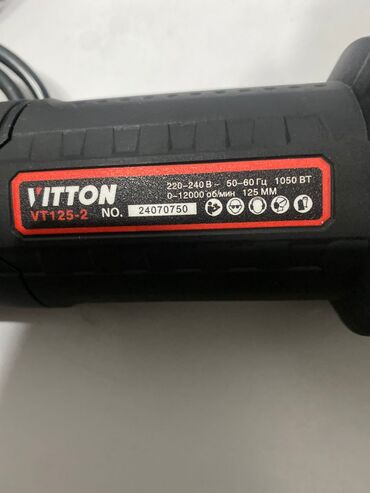 VITTON
VT125-2 NO. 24070750
220-240 В ~ 50-60 Гц 1050 ВТ
0-12000 об/мин 125 ММ